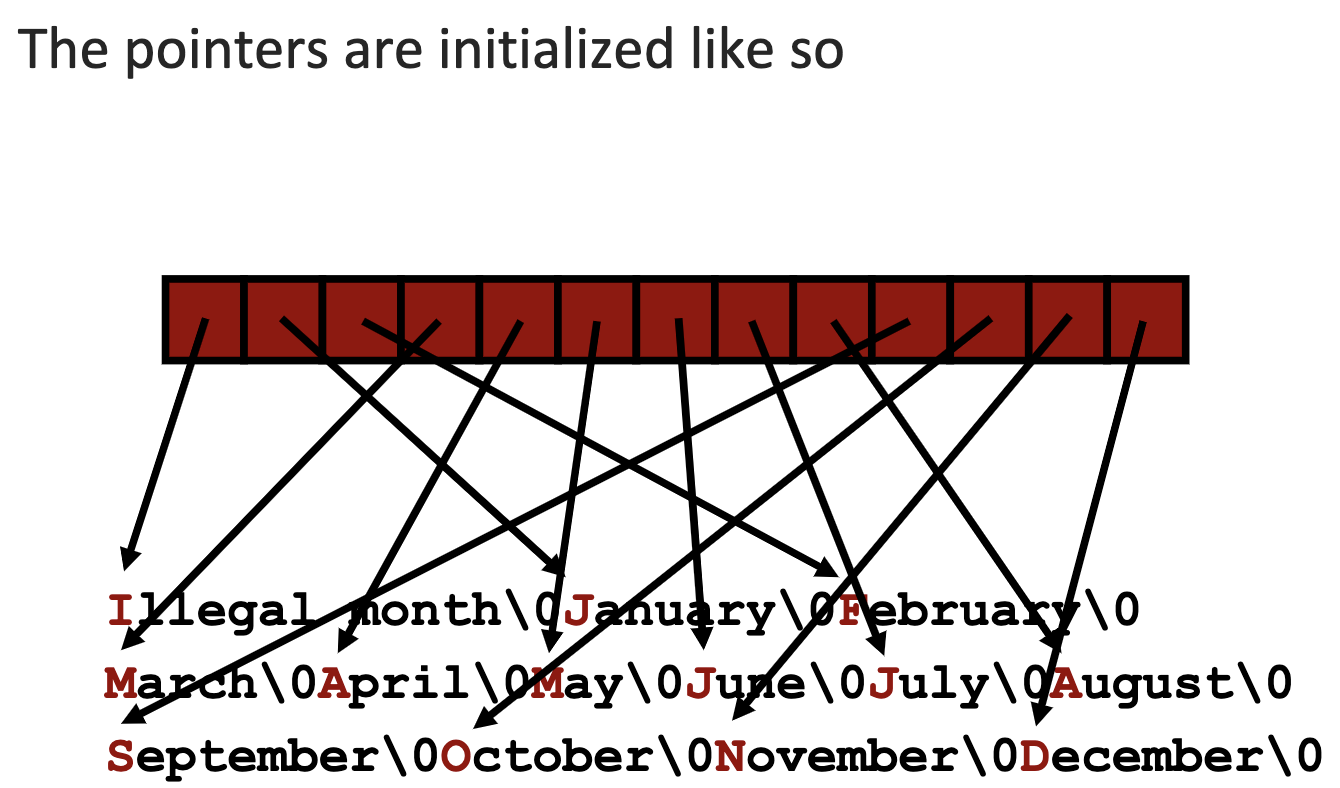 The pointers are initialized like so
Illegal month\0January\0February\0
March\0April\0May\0June\0July\0August\0
September\0October\0November\0December\0